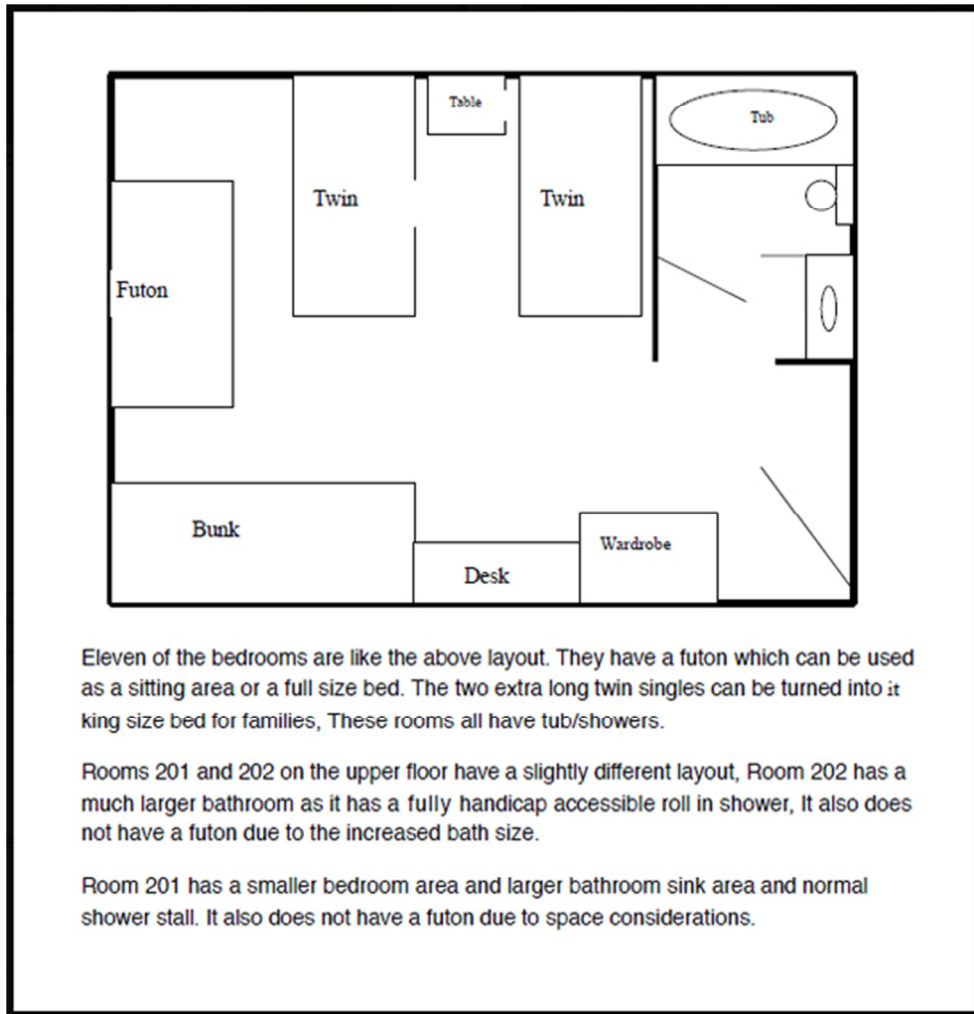 Table
Tub
Twin
Twin
Futon
Bunk
Wardrobe
Desk
Eleven of the bedrooms are like the above layout. They have a futon which can be used
as a sitting area or a full size bed. The two extra long twin singles can be turned into it
king size bed for families, These rooms all have tub/showers.
Rooms 201 and 202 on the upper floor have a slightly different layout, Room 202 has a
much larger bathroom as it has a fully handicap accessible roll in shower, It also does
not have a futon due to the increased bath size.
Room 201 has a smaller bedroom area and larger bathroom sink area and normal
shower stall. It also does not have a futon due to space considerations.